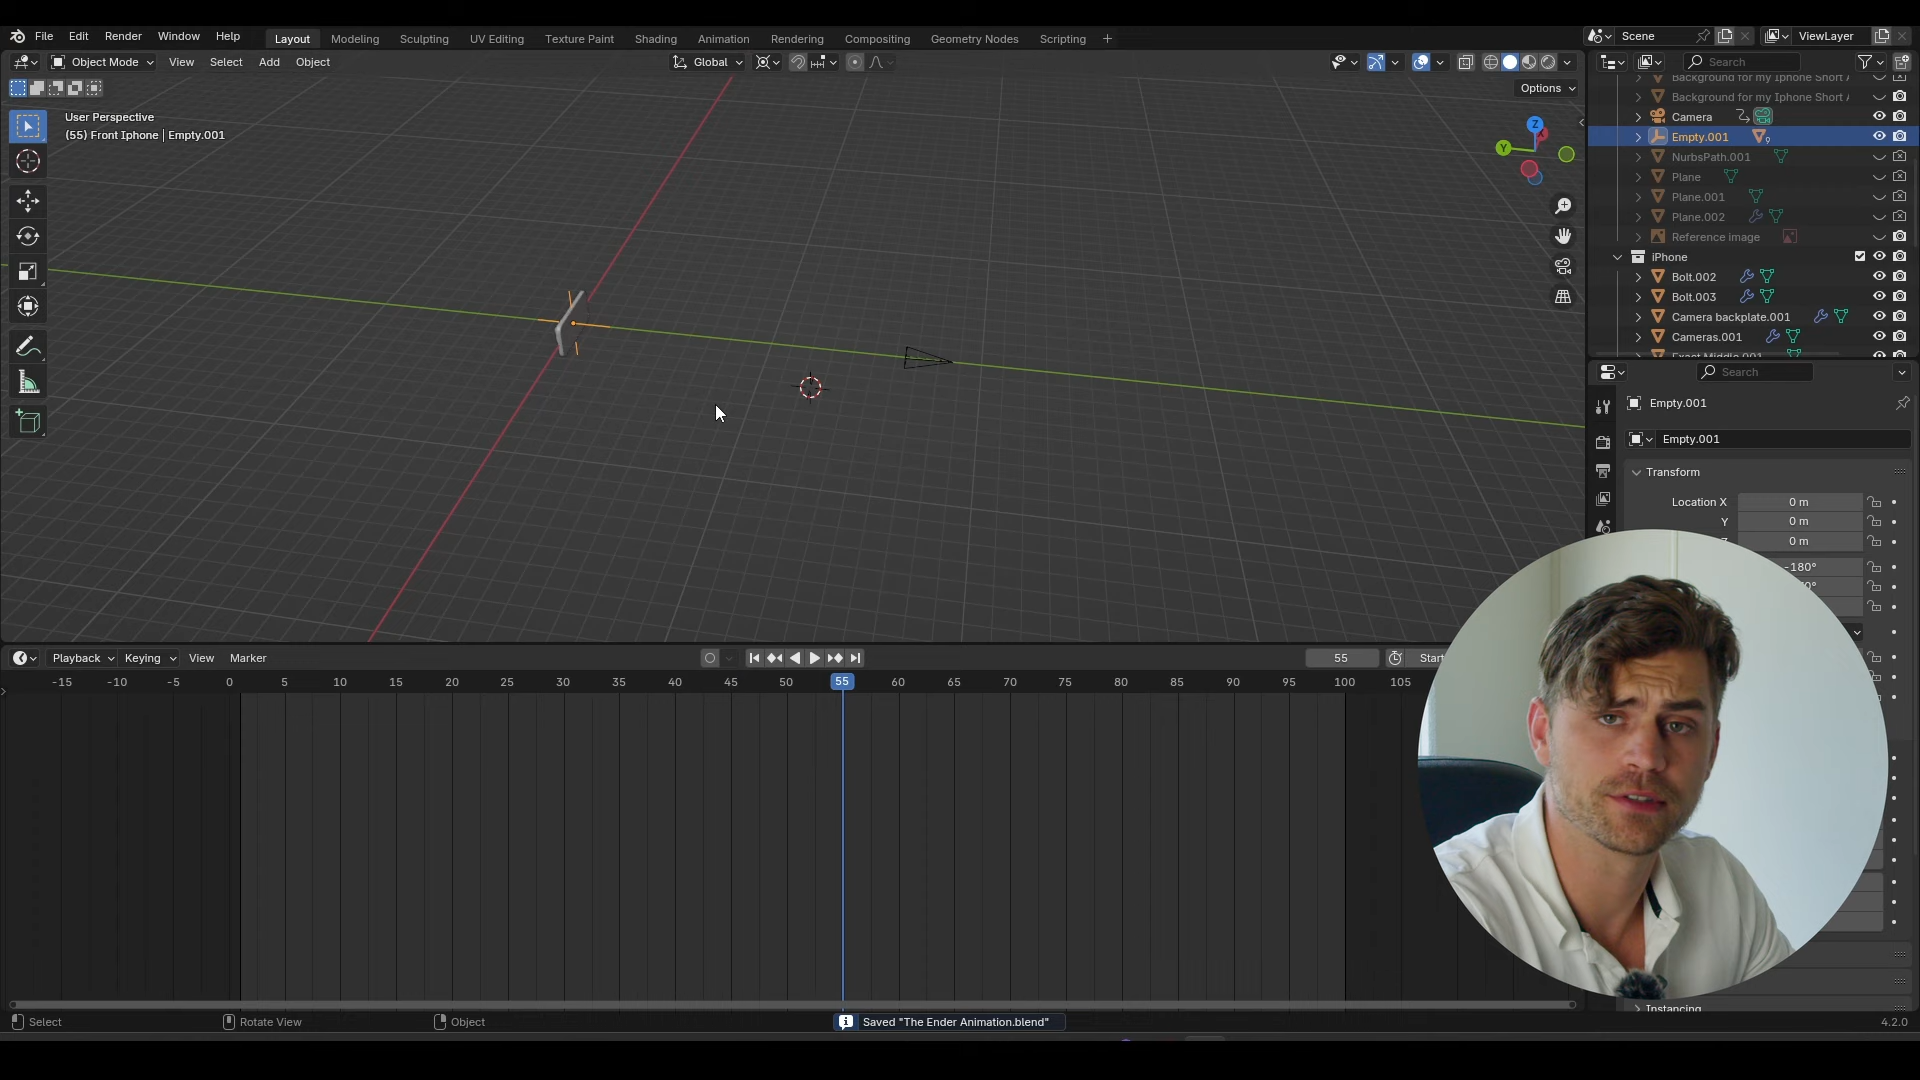 File Edit Render Window Help Layout Modeling Sculpting UV Editing Texture Paint Shading Animation Rendering Compositing Geometry Nodes Scripting + Scene ViewLayer
Object Mode View Select Add Object Global Search
Options
User Perspective
(55) Front Iphone | Empty.001
Z
X
Y
Background for my Iphone Short
Background for my Iphone Short
Camera
Empty.001 9
NurbsPath.001
Plane
Plane.001
Plane.002
Reference image
iPhone
Bolt.002
Bolt.003
Camera backplate.001
Cameras.001
Exact Middle.001
Search
Empty.001
Empty.001
Transform
Location X 0 m
Y 0 m
0 m
-180°
Playback Keying View Marker 55 Start
-15 -10 -5 0 5 10 15 20 25 30 35 40 45 50 55 60 65 70 75 80 85 90 95 100 105
Instancing
Select Rotate View Object Saved "The Ender Animation.blend" 4.2.0